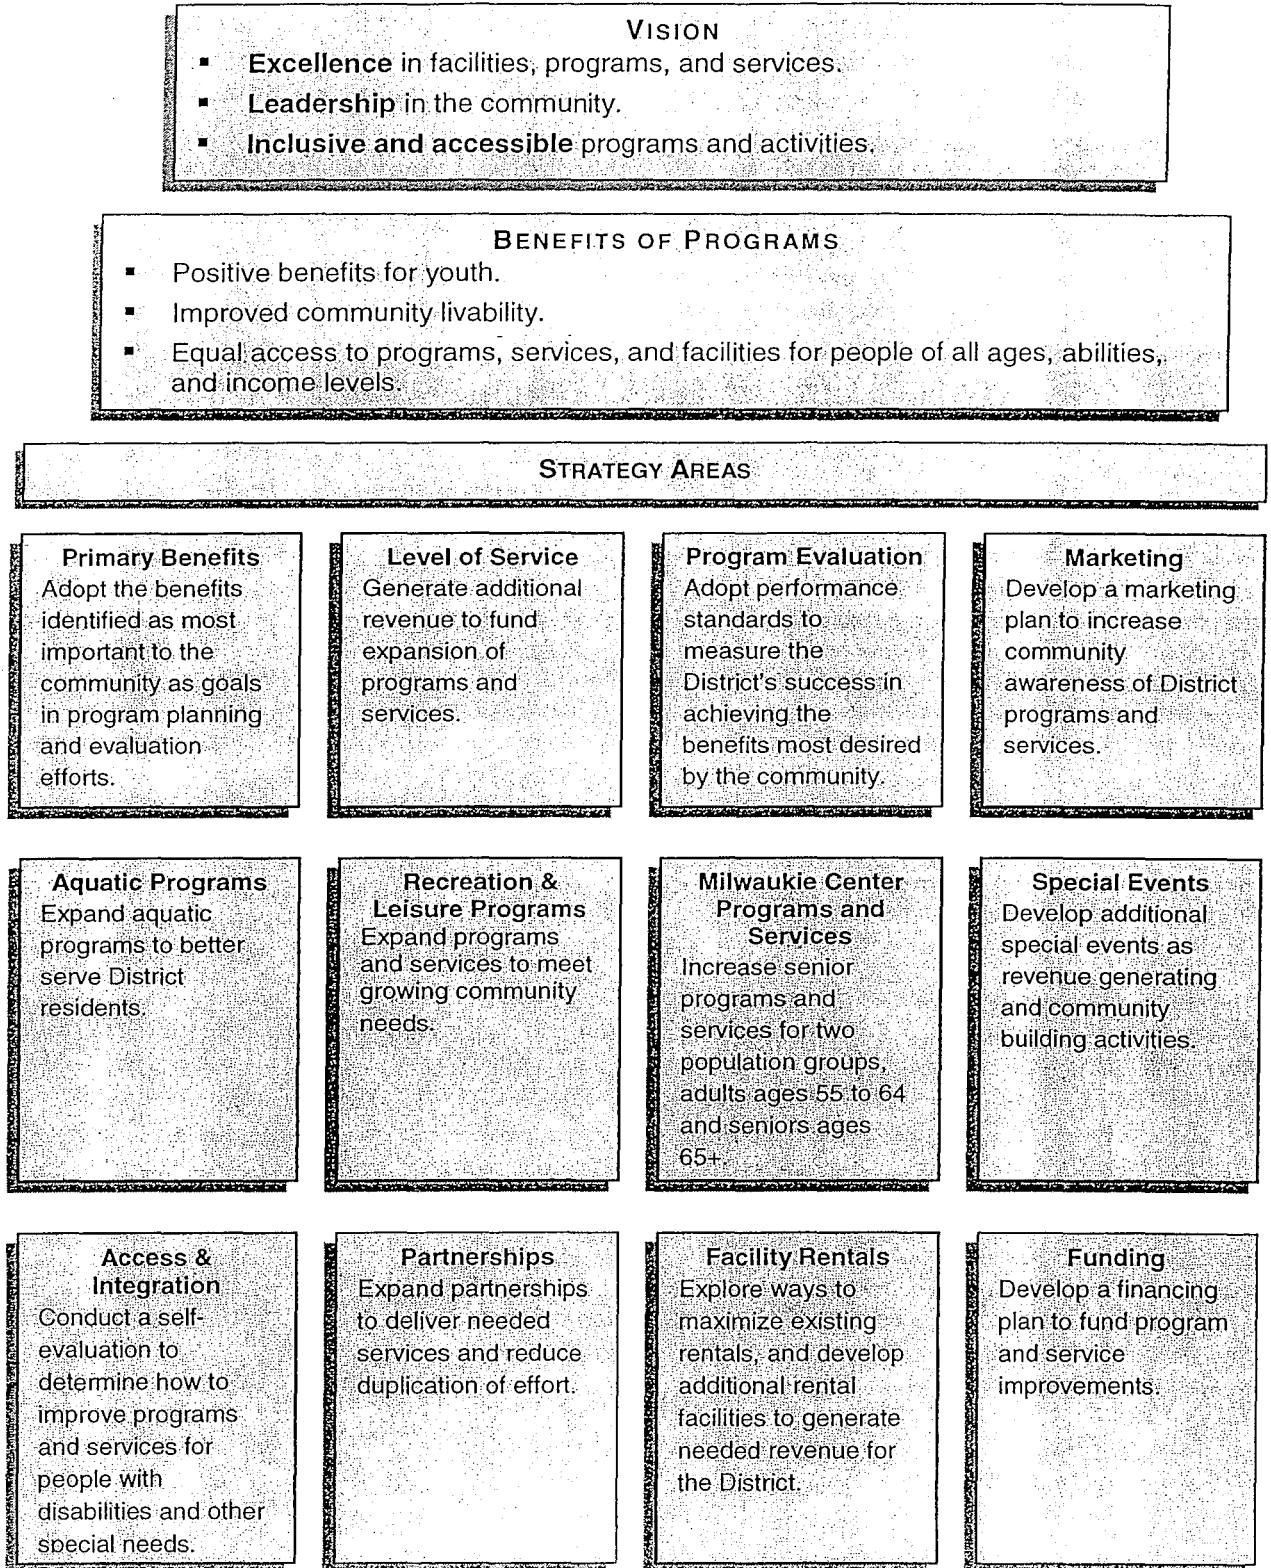 VISION
▪ Excellence in facilities, programs, and services.
▪ Leadership in the community.
▪ Inclusive and accessible programs and activities.
BENEFITS OF PROGRAMS
▪ Positive benefits for youth.
▪ Improved community livability.
▪ Equal access to programs, services, and facilities for people of all ages, abilities,
and income levels.
STRATEGY AREAS
Primary Benefits
Adopt the benefits
identified as most
important to the
community as goals
in program planning
and evaluation
efforts.
Level of Service
Generate additional
revenue to fund
expansion of
programs and
services.
Program Evaluation
Adopt performance
standards to
measure the
District's success in
achieving the
benefits most desired
by the community.
Marketing
Develop a marketing
plan to increase
community
awareness of District
programs and
services.
Aquatic Programs
Expand aquatic
programs to better
serve District
residents.
Recreation &
Leisure Programs
Expand programs
and services to meet
growing community
needs.
Milwaukie Center
Programs and
Services
Increase senior
programs and
services for two
population groups,
adults ages 55 to 64
and seniors ages
65+.
Special Events
Develop additional
special events as
revenue generating
and community
building activities.
Access &
Integration
Conduct a self-
evaluation to
determine how to
improve programs
and services for
people with
disabilities and other
special needs.
Partnerships
Expand partnerships
to deliver needed
services and reduce
duplication of effort.
Facility Rentals
Explore ways to
maximize existing
rentals, and develop
additional rental
facilities to generate
needed revenue for
the District.
Funding
Develop a financing
plan to fund program
and service
improvements.